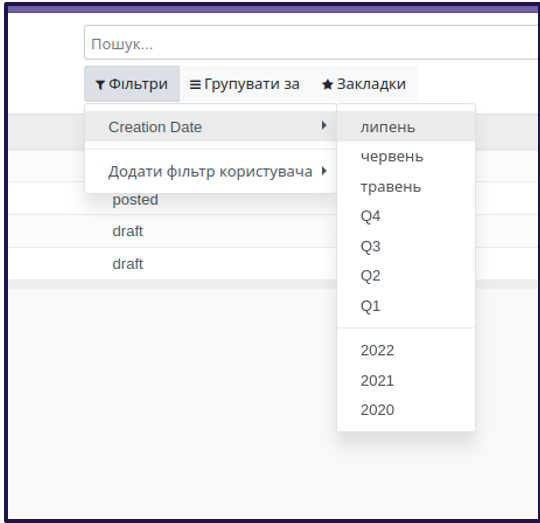 Пошук...
Фільтри Групувати за Закладки
Creation Date
Додати фільтр користувача
липень
червень
травень
Q4
Q3
Q2
Q1
2022
2021
2020
posted
draft
draft